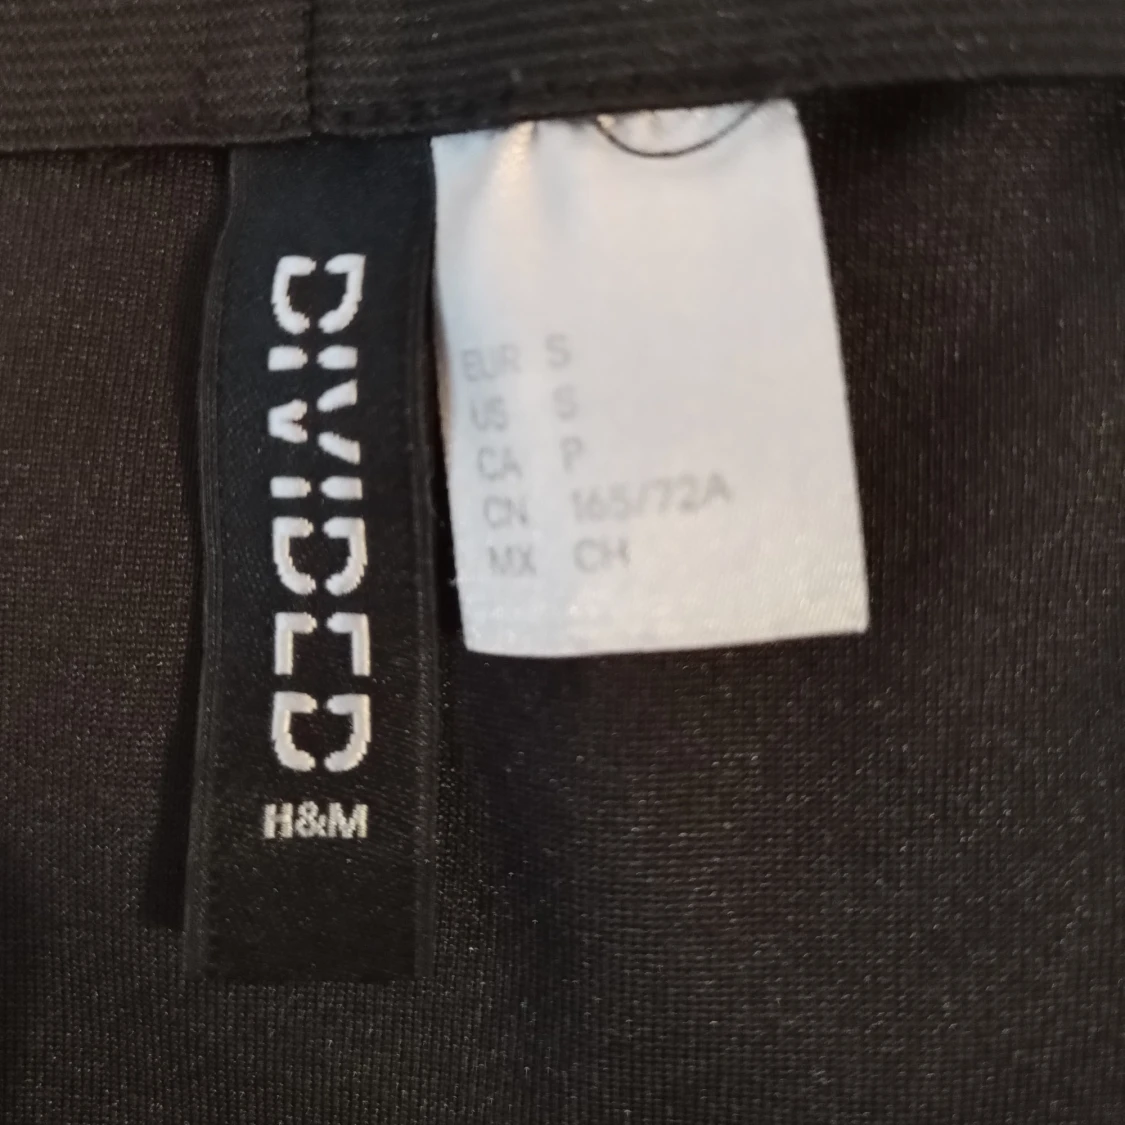 DIVIDED
H&M
EUR S
US S
CA P
CN 165/72A
MX CH